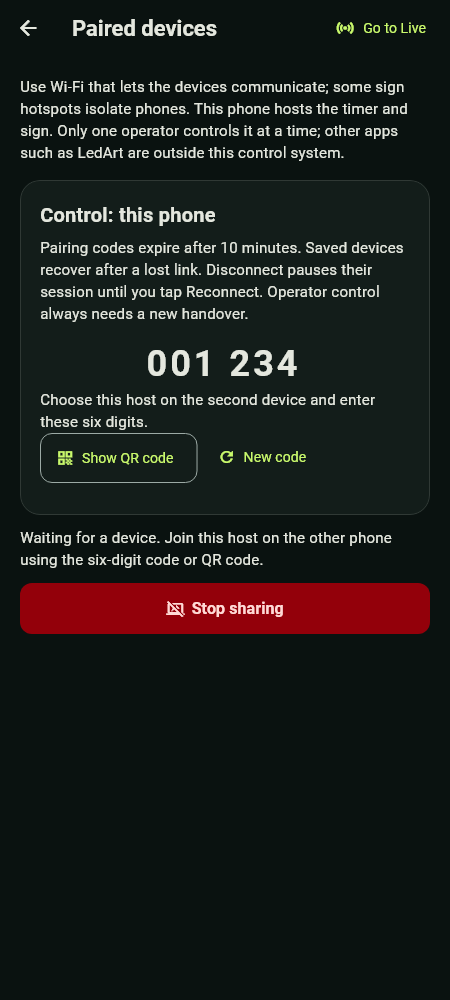 Paired devices
Go to Live
Use Wi-Fi that lets the devices communicate; some sign
hotspots isolate phones. This phone hosts the timer and
sign. Only one operator controls it at a time; other apps
such as LedArt are outside this control system.
Control: this phone
Pairing codes expire after 10 minutes. Saved devices
recover after a lost link. Disconnect pauses their
session until you tap Reconnect. Operator control
always needs a new handover.
001 234
Choose this host on the second device and enter
these six digits.
Show QR code
New code
Waiting for a device. Join this host on the other phone
using the six-digit code or QR code.
Stop sharing